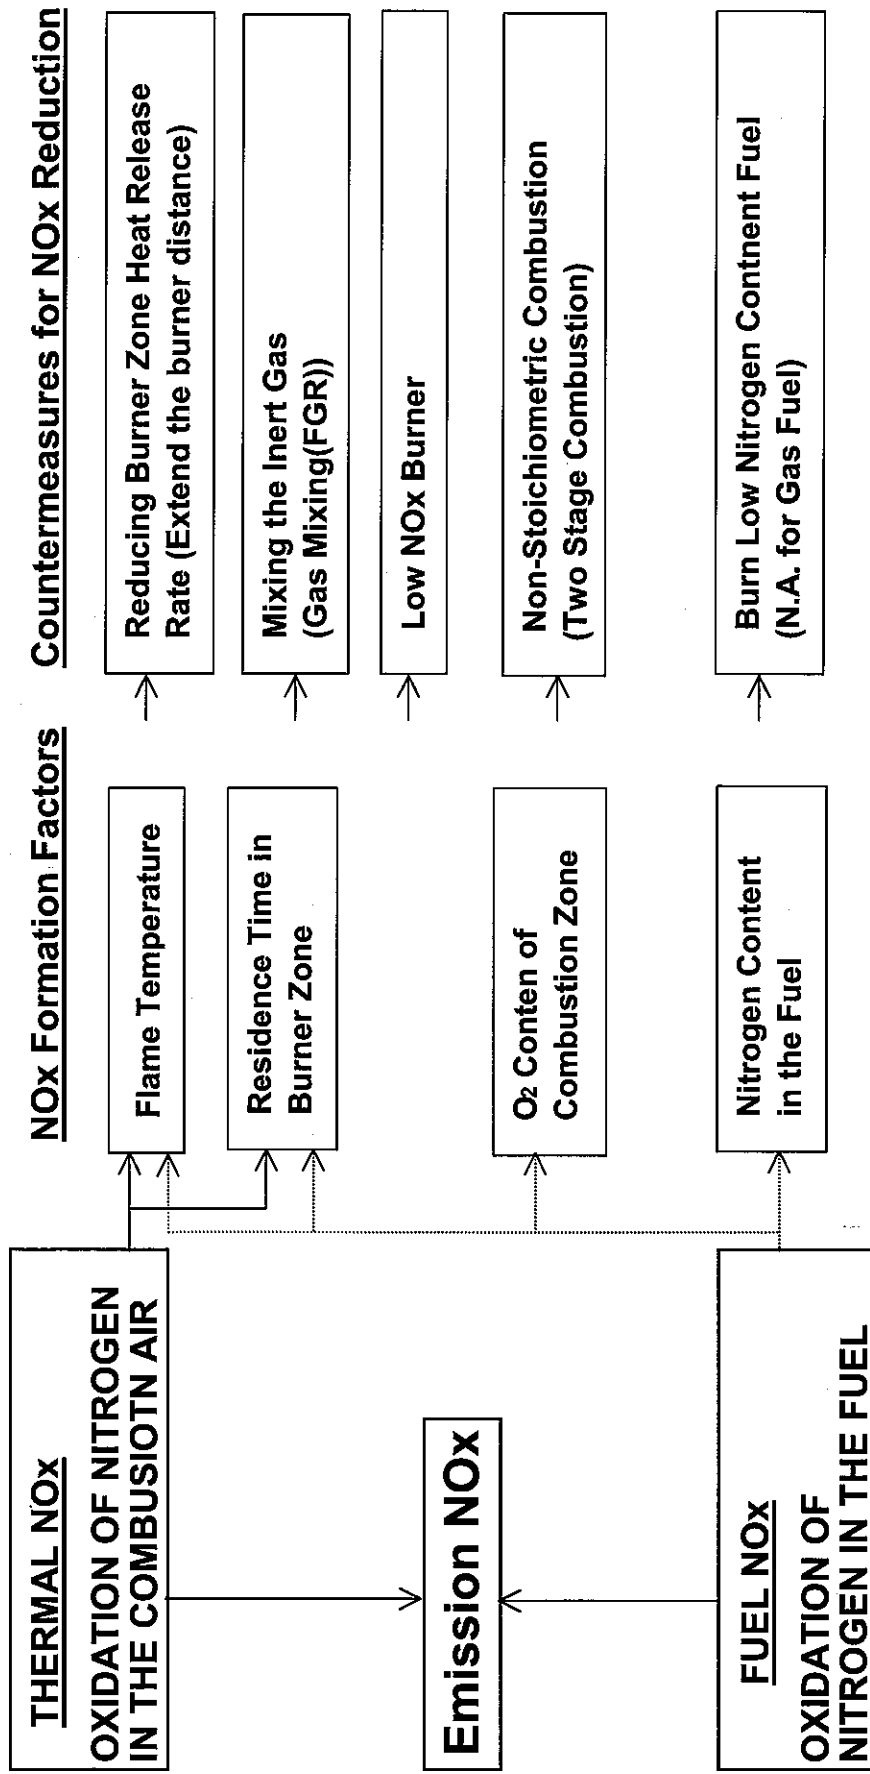 THERMAL NOx
OXIDATION OF NITROGEN
IN THE COMBUSIOTN AIR
Emission NOx
FUEL NOx
OXIDATION OF
NITROGEN IN THE FUEL
NOx Formation Factors
Flame Temperature
Residence Time in
Burner Zone
O2 Conten of
Combustion Zone
Nitrogen Content
in the Fuel
Countermeasures for NOx Reduction
Reducing Burner Zone Heat Release
Rate (Extend the burner distance)
Mixing the Inert Gas
(Gas Mixing(FGR))
Low NOx Burner
Non-Stoichiometric Combustion
(Two Stage Combustion)
Burn Low Nitrogen Contnent Fuel
(N.A. for Gas Fuel)